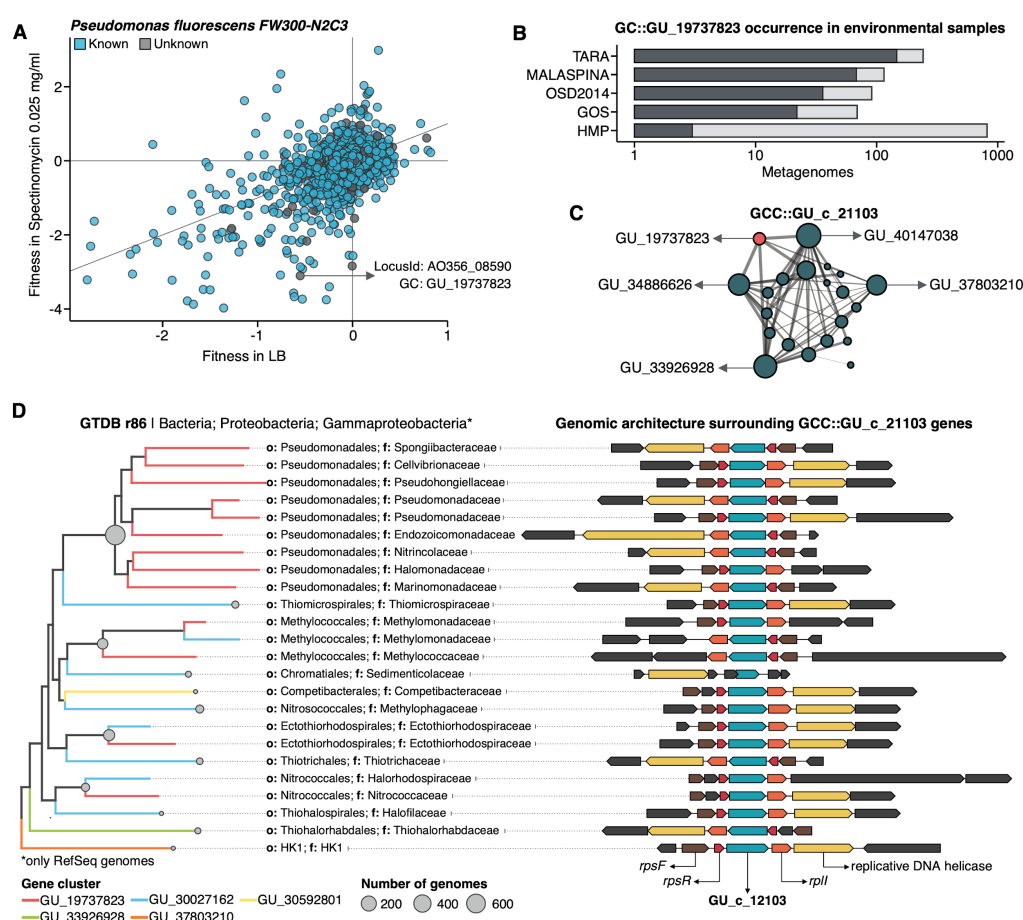 A
Pseudomonas fluorescens FW300-N2C3
Known
Unknown
Fitness in Spectinomycin 0.025 mg/ml
2
0
-2
-4
-2
-1
0
1
Fitness in LB
LocusId: AO356_08590
GC: GU_19737823
B
GC::GU_19737823 occurrence in environmental samples
TARA
MALASPINA
OSD2014
GOS
HMP
1
10
100
1000
Metagenomes
C
GCC::GU_c_21103
GU_19737823
GU_40147038
GU_34886626
GU_37803210
GU_33926928
D
GTDB r86 | Bacteria; Proteobacteria; Gammaproteobacteria*
Genomic architecture surrounding GCC::GU_c_21103 genes
o: Pseudomonadales; f: Spongiibacteraceae
o: Pseudomonadales; f: Cellvibrionaceae
o: Pseudomonadales; f: Pseudohongiellaceae
o: Pseudomonadales; f: Pseudomonadaceae
o: Pseudomonadales; f: Pseudomonadaceae
o: Pseudomonadales; f: Endozoicomonadaceae
o: Pseudomonadales; f: Nitrincolaceae
o: Pseudomonadales; f: Halomonadaceae
o: Pseudomonadales; f: Marinomonadaceae
o: Thiomicrospirales; f: Thiomicrospiraceae
o: Methylococcales; f: Methylomonadaceae
o: Methylococcales; f: Methylomonadaceae
o: Methylococcales; f: Methylococcaceae
o: Chromatiales; f: Sedimenticolaceae
o: Competibacterales; f: Competibacteraceae
o: Nitrosococcales; f: Methylophagaceae
o: Ectothiorhodospirales; f: Ectothiorhodospiraceae
o: Ectothiorhodospirales; f: Ectothiorhodospiraceae
o: Thiotrichales; f: Thiotrichaceae
o: Nitrococcales; f: Halorhodospiraceae
o: Nitrococcales; f: Nitrococcaceae
o: Thiohalospirales; f: Halofilaceae
o: Thiohalorhabdales; f: Thiohalorhabdaceae
o: HK1; f: HK1
*only RefSeq genomes
rpsF
rpsR
GU_c_12103
rplI
replicative DNA helicase
Gene cluster
GU_19737823
GU_30027162
GU_30592801
GU_33926928
GU_37803210
Number of genomes
200
400
600